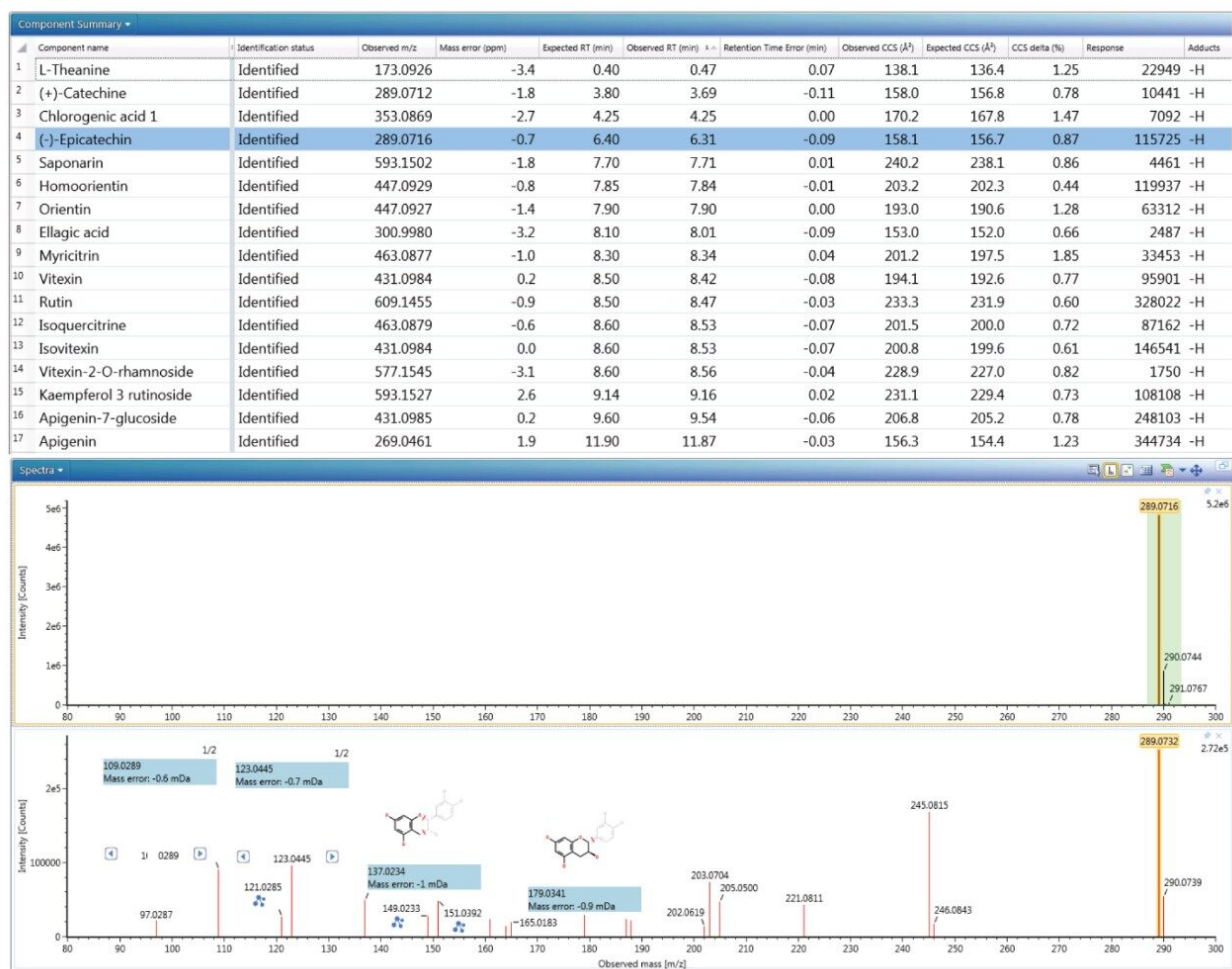 Component Summary
Component name Identification status Observed m/z Mass error (ppm) Expected RT (min) Observed RT (min) Retention Time Error (min) Observed CCS (Å²) Expected CCS (Å²) CCS delta (%) Response Adducts
1 L-Theanine Identified 173.0926 -3.4 0.40 0.47 0.07 138.1 136.4 1.25 22949 -H
2 (+)-Catechine Identified 289.0712 -1.8 3.80 3.69 -0.11 158.0 156.8 0.78 10441 -H
3 Chlorogenic acid 1 Identified 353.0869 -2.7 4.25 4.25 0.00 170.2 167.8 1.47 7092 -H
4 (-)-Epicatechin Identified 289.0716 -0.7 6.40 6.31 -0.09 158.1 156.7 0.87 115725 -H
5 Saponarin Identified 593.1502 -1.8 7.70 7.71 0.01 240.2 238.1 0.86 4461 -H
6 Homoorientin Identified 447.0929 -0.8 7.85 7.84 -0.01 203.2 202.3 0.44 119937 -H
7 Orientin Identified 447.0927 -1.4 7.90 7.90 0.00 193.0 190.6 1.28 63312 -H
8 Ellagic acid Identified 300.9980 -3.2 8.10 8.01 -0.09 153.0 152.0 0.66 2487 -H
9 Myricitrin Identified 463.0877 -1.0 8.30 8.34 0.04 201.2 197.5 1.85 33453 -H
10 Vitexin Identified 431.0984 0.2 8.50 8.42 -0.08 194.1 192.6 0.77 95901 -H
11 Rutin Identified 609.1455 -0.9 8.50 8.47 -0.03 233.3 231.9 0.60 328022 -H
12 Isoquercitrine Identified 463.0879 -0.6 8.60 8.53 -0.07 201.5 200.0 0.72 87162 -H
13 Isovitexin Identified 431.0984 0.0 8.60 8.53 -0.07 200.8 199.6 0.61 146541 -H
14 Vitexin-2-O-rhamnoside Identified 577.1545 -3.1 8.60 8.56 -0.04 228.9 227.0 0.82 1750 -H
15 Kaempferol 3 rutinoside Identified 593.1527 2.6 9.14 9.16 0.02 231.1 229.4 0.73 108108 -H
16 Apigenin-7-glucoside Identified 431.0985 0.2 9.60 9.54 -0.06 206.8 205.2 0.78 248103 -H
17 Apigenin Identified 269.0461 1.9 11.90 11.87 -0.03 156.3 154.4 1.23 344734 -H
Spectra
289.0716 5.2e6
5e6
4e6
3e6
2e6
1e6
0
Intensity [Counts]
290.0744
291.0767
80 90 100 110 120 130 140 150 160 170 180 190 200 210 220 230 240 250 260 270 280 290 300
289.0732 2.72e5
1/2 1/2
109.0289
Mass error: -0.6 mDa
123.0445
Mass error: -0.7 mDa
2e5
100000
0
Intensity [Counts]
245.0815
0289
123.0445
137.0234
Mass error: -1 mDa
179.0341
Mass error: -0.9 mDa
203.0704
205.0500
290.0739
121.0285
149.0233
151.0392
165.0183
97.0287
202.0619
221.0811
246.0843
80 90 100 110 120 130 140 150 160 170 180 190 200 210 220 230 240 250 260 270 280 290 300
Observed mass [m/z]